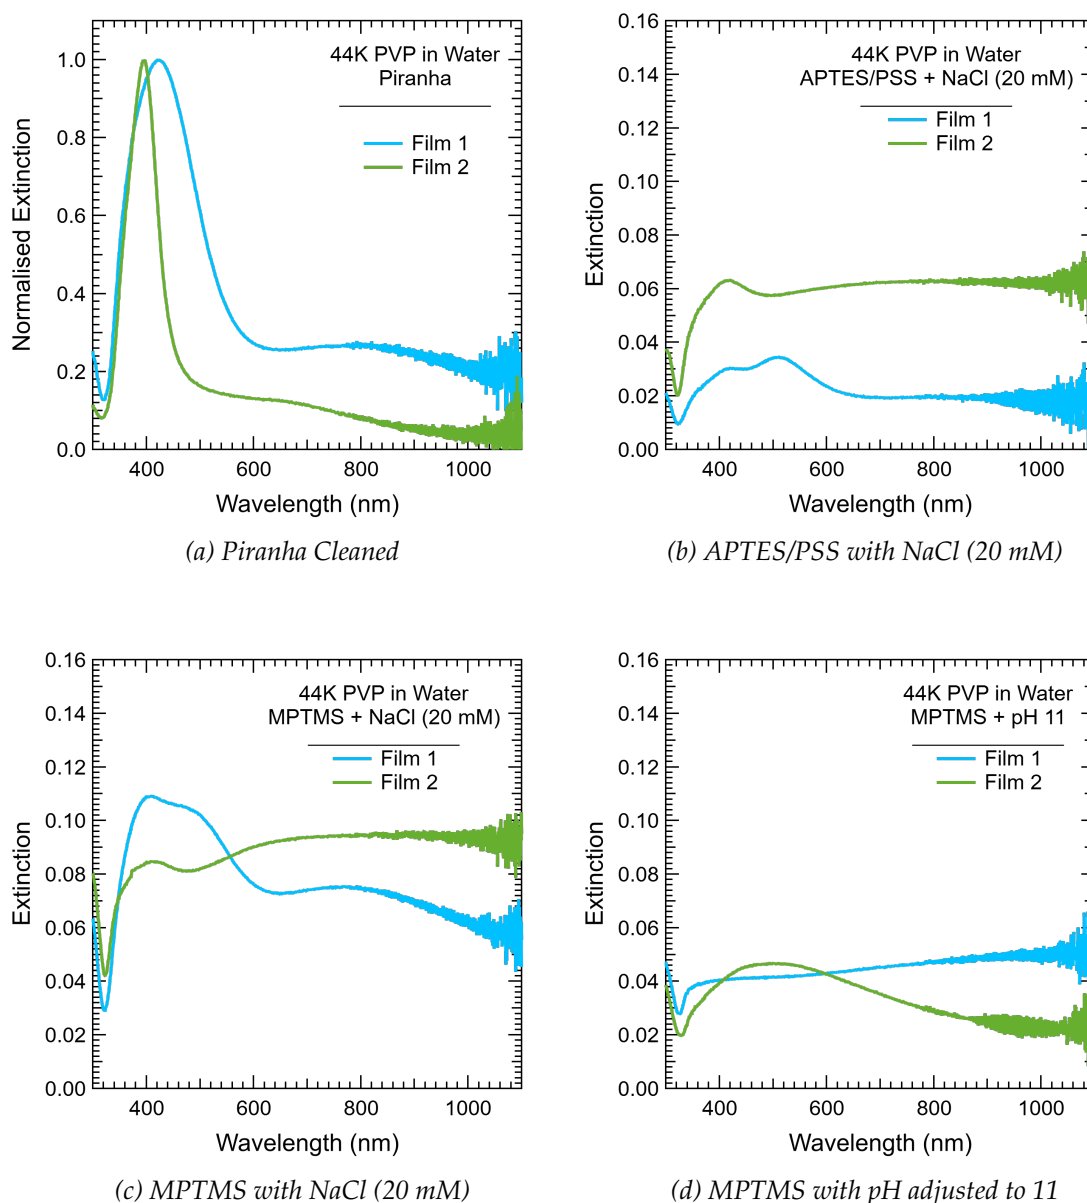 44K PVP in Water
Piranha
Film 1
Film 2
Normalised Extinction
1.0
0.8
0.6
0.4
0.2
0.0
400
600
800
1000
Wavelength (nm)
(a) Piranha Cleaned
44K PVP in Water
APTES/PSS + NaCl (20 mM)
Film 1
Film 2
Extinction
0.16
0.14
0.12
0.10
0.08
0.06
0.04
0.02
0.00
400
600
800
1000
Wavelength (nm)
(b) APTES/PSS with NaCl (20 mM)
44K PVP in Water
MPTMS + NaCl (20 mM)
Film 1
Film 2
Extinction
0.16
0.14
0.12
0.10
0.08
0.06
0.04
0.02
0.00
400
600
800
1000
Wavelength (nm)
(c) MPTMS with NaCl (20 mM)
44K PVP in Water
MPTMS + pH 11
Film 1
Film 2
Extinction
0.16
0.14
0.12
0.10
0.08
0.06
0.04
0.02
0.00
400
600
800
1000
Wavelength (nm)
(d) MPTMS with pH adjusted to 11